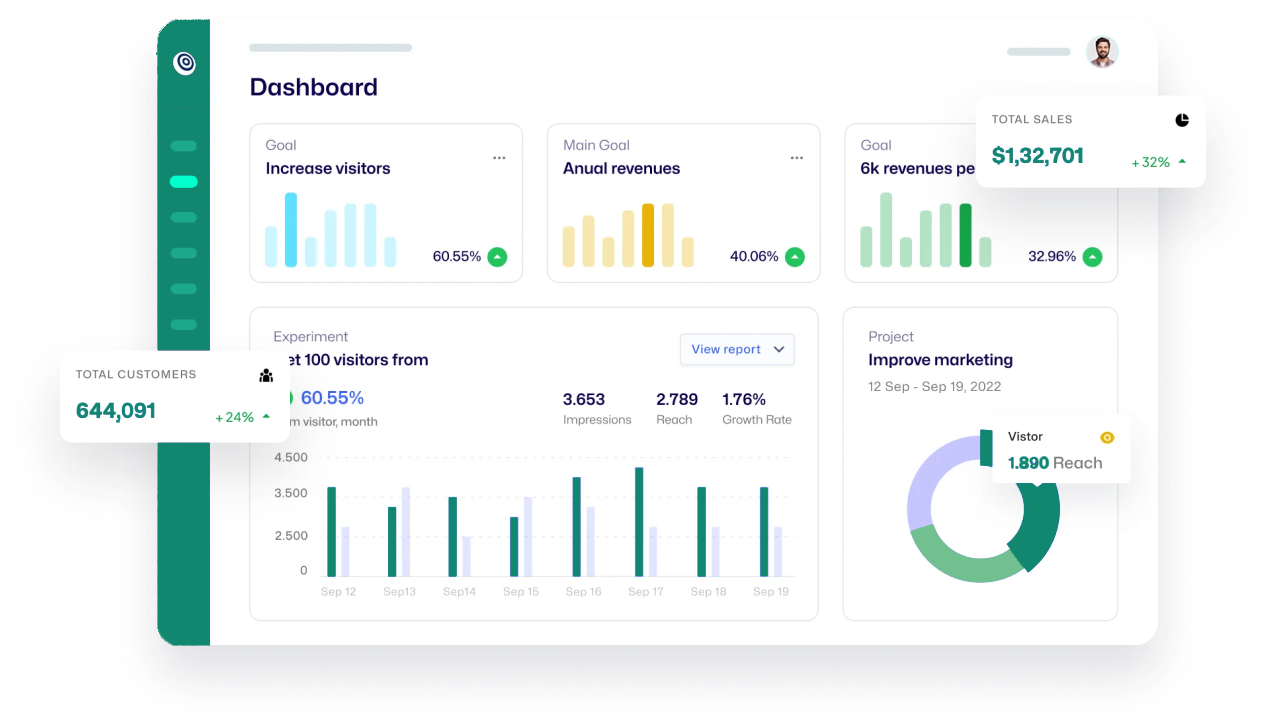 Dashboard
TOTAL SALES
$1,32,701
+32%
Goal
Increase visitors
60.55%
Main Goal
Anual revenues
40.06%
Goal
6k revenues
32.96%
TOTAL CUSTOMERS
644,091
+24%
Experiment
100 visitors from
View report
60.55%
visitor, month
3.653
Impressions
2.789
Reach
1.76%
Growth Rate
4.500
3.500
2.500
0
Sep 12
Sep13
Sep14
Sep 15
Sep 16
Sep 17
Sep 18
Sep 19
Project
Improve marketing
12 Sep - Sep 19, 2022
Vistor
1.890 Reach